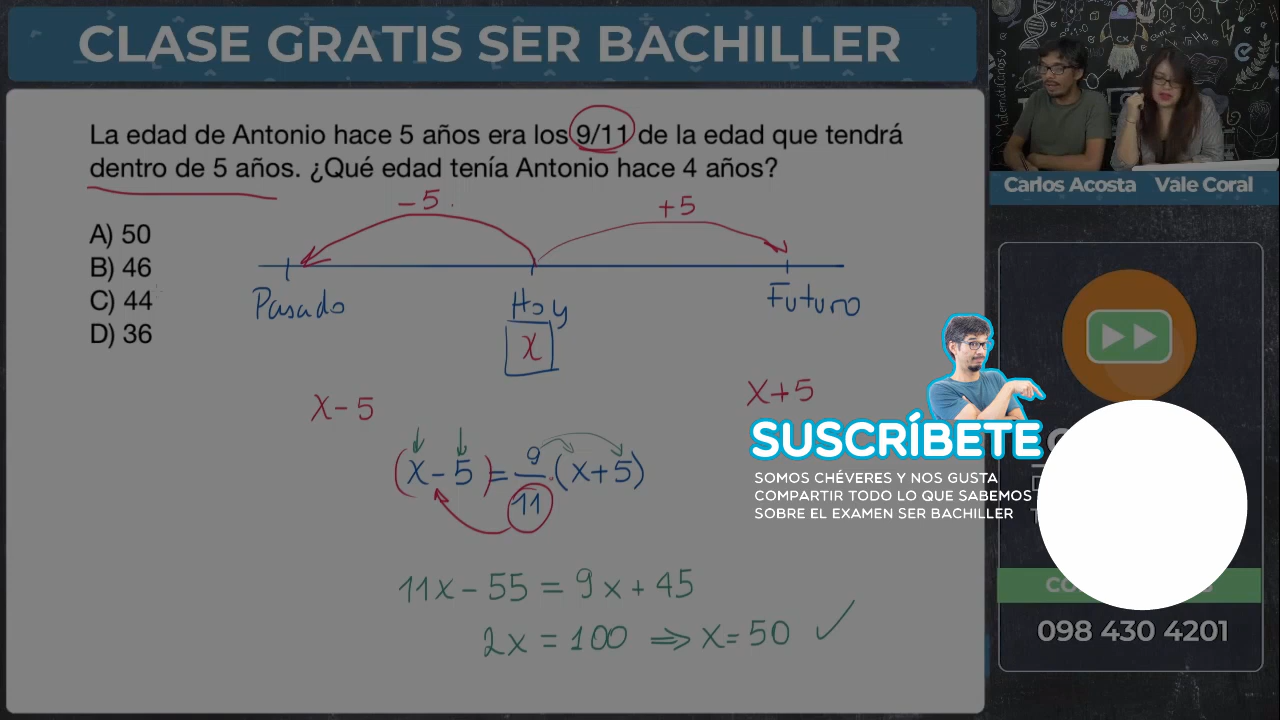 CLASE GRATIS SER BACHILLER
La edad de Antonio hace 5 años era los 9/11 de la edad que tendrá
dentro de 5 años. ¿Qué edad tenía Antonio hace 4 años?
A) 50
B) 46
C) 44
D) 36
-5
+5
Pasado
Hoy
Futuro
x
x-5
x+5
(x-5)=9/11·(x+5)
11x-55=9x+45
2x=100 ⇒ x=50 ✓
Carlos Acosta Vale Coral
SUSCRÍBETE
SOMOS CHÉVERES Y NOS GUSTA
COMPARTIR TODO LO QUE SABEMOS
SOBRE EL EXAMEN SER BACHILLER
098 430 4201